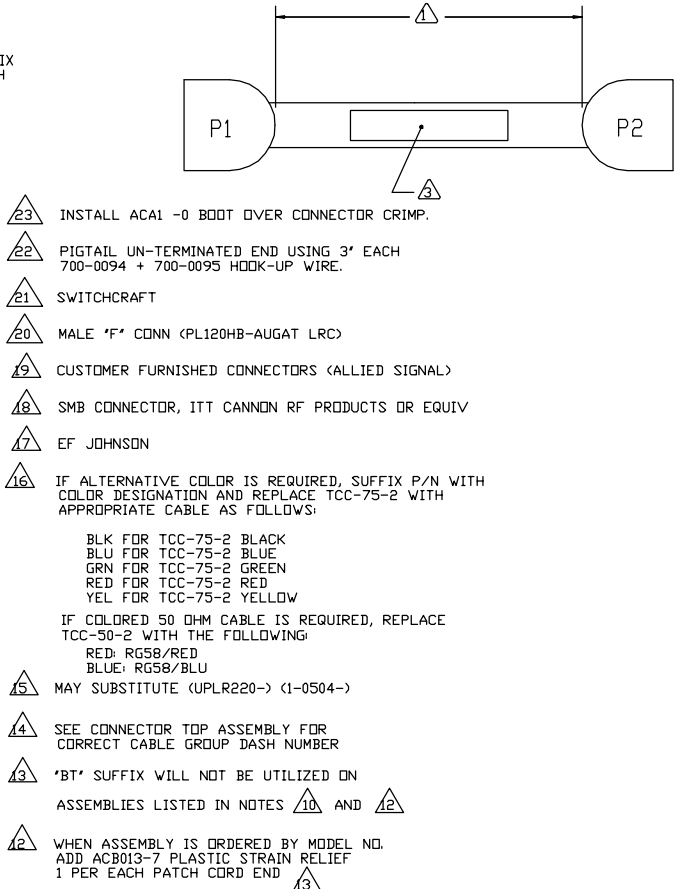 1
IX
H
P1
P2
3
23 INSTALL ACA1 -0 BOOT OVER CONNECTOR CRIMP.
22 PIGTAIL UN-TERMINATED END USING 3" EACH
700-0094 + 700-0095 HOOK-UP WIRE.
21 SWITCHCRAFT
20 MALE "F" CONN (PL120HB-AUGAT LRC)
19 CUSTOMER FURNISHED CONNECTORS (ALLIED SIGNAL)
18 SMB CONNECTOR, ITT CANNON RF PRODUCTS OR EQUIV
17 EF JOHNSON
16 IF ALTERNATIVE COLOR IS REQUIRED, SUFFIX P/N WITH
COLOR DESIGNATION AND REPLACE TCC-75-2 WITH
APPROPRIATE CABLE AS FOLLOWS:
BLK FOR TCC-75-2 BLACK
BLU FOR TCC-75-2 BLUE
GRN FOR TCC-75-2 GREEN
RED FOR TCC-75-2 RED
YEL FOR TCC-75-2 YELLOW
IF COLORED 50 OHM CABLE IS REQUIRED, REPLACE
TCC-50-2 WITH THE FOLLOWING:
RED: RG58/RED
BLUE: RG58/BLU
15 MAY SUBSTITUTE (UPLR220-) (1-0504-)
14 SEE CONNECTOR TOP ASSEMBLY FOR
CORRECT CABLE GROUP DASH NUMBER
13 "BT" SUFFIX WILL NOT BE UTILIZED ON
ASSEMBLIES LISTED IN NOTES 10 AND 12
12 WHEN ASSEMBLY IS ORDERED BY MODEL NO.
ADD ACB013-7 PLASTIC STRAIN RELIEF
1 PER EACH PATCH CORD END 13